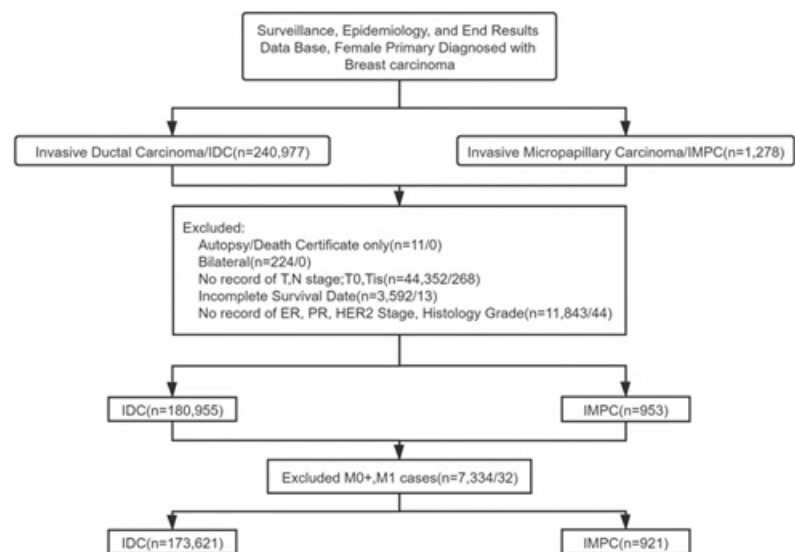 Surveillance, Epidemiology, and End Results
Data Base, Female Primary Diagnosed with
Breast carcinoma
Invasive Ductal Carcinoma/IDC(n=240,977)
Invasive Micropapillary Carcinoma/IMPC(n=1,278)
Excluded:
Autopsy/Death Certificate only(n=11/0)
Bilateral(n=224/0)
No record of T,N stage;T0,Tis(n=44,352/268)
Incomplete Survival Date(n=3,592/13)
No record of ER, PR, HER2 Stage, Histology Grade(n=11,843/44)
IDC(n=180,955)
IMPC(n=953)
Excluded M0+,M1 cases(n=7,334/32)
IDC(n=173,621)
IMPC(n=921)